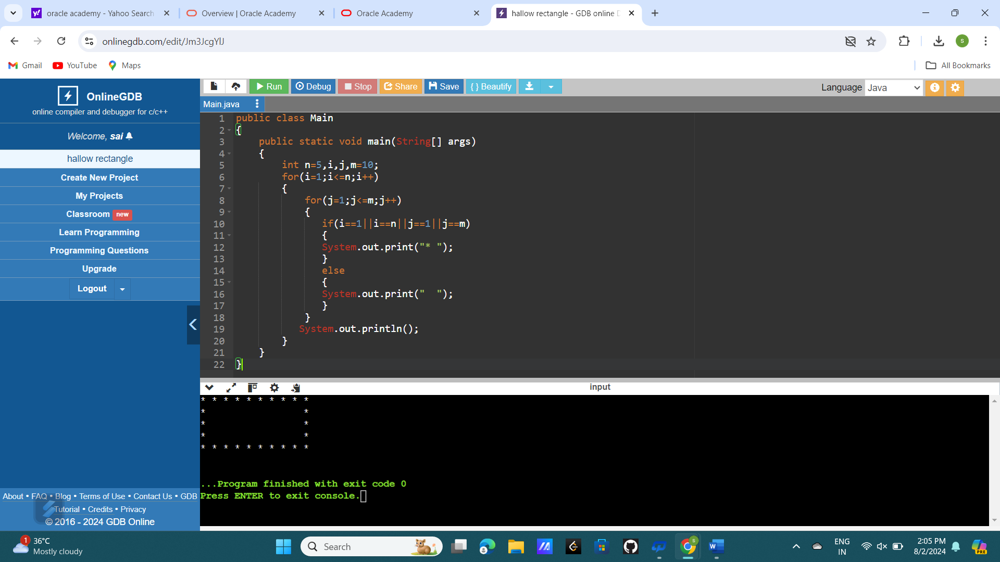 oracle academy - Yahoo Search
Overview | Oracle Academy
Oracle Academy
hallow rectangle - GDB online D
onlinegdb.com/edit/Jm3JcgYlJ
S
Gmail
YouTube
Maps
All Bookmarks
OnlineGDB
online compiler and debugger for c/c++
Welcome, sai
hallow rectangle
Create New Project
My Projects
Classroom new
Learn Programming
Programming Questions
Upgrade
Logout
About • FAQ • Blog • Terms of Use • Contact Us • GDB
Tutorial • Credits • Privacy
© 2016 - 2024 GDB Online
Run Debug Stop Share Save { } Beautify
Language Java
Main.java
1 public class Main
2 {
3     public static void main(String[] args)
4     {
5         int n=5,i,j,m=10;
6         for(i=1;i<=n;i++)
7         {
8             for(j=1;j<=m;j++)
9             {
10                if(i==1||i==n||j==1||j==m)
11                {
12                System.out.print("* ");
13                }
14                else
15                {
16                System.out.print("  ");
17                }
18             }
19            System.out.println();
20         }
21     }
22 }
input
* * * * * * * * * *
*                 *
*                 *
*                 *
* * * * * * * * * *
...Program finished with exit code 0
Press ENTER to exit console.
1
36°C
Mostly cloudy
Search
S
W
ENG
IN
2:05 PM
8/2/2024
PRE